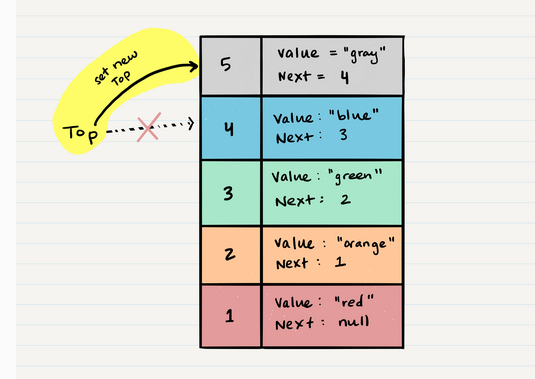 set new
Top
Top
5
value = "gray"
Next = 4
4
value: "blue"
Next: 3
3
Value: "green"
Next: 2
2
Value: "orange"
Next: 1
1
Value: "red"
Next: null